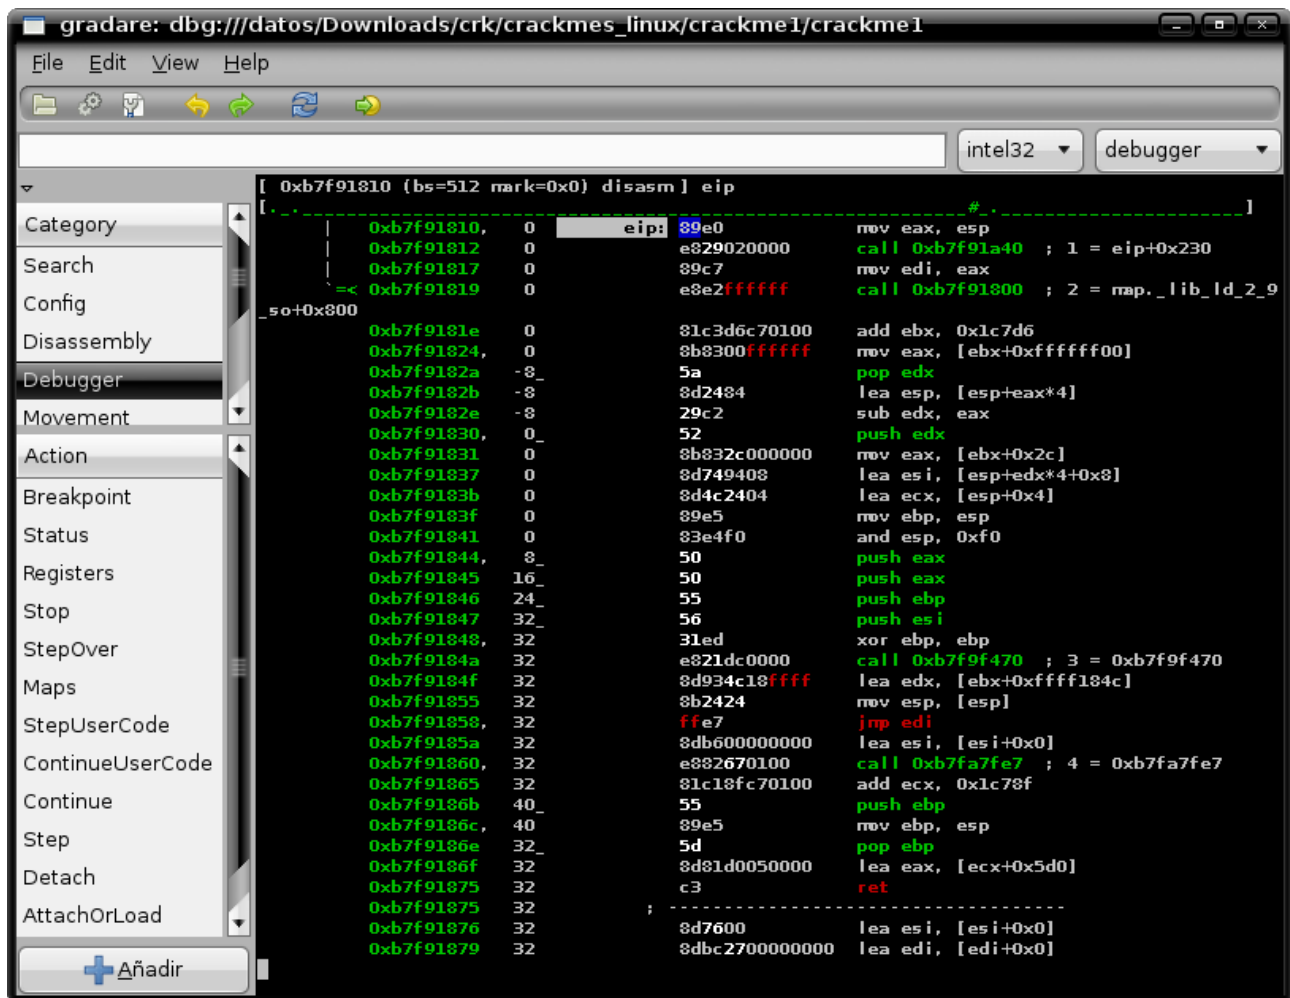 gradare: dbg:///datos/Downloads/crk/crackmes_linux/crackme1/crackme1
File Edit View Help
intel32 debugger
Category
Search
Config
Disassembly
Debugger
Movement
Action
Breakpoint
Status
Registers
Stop
StepOver
Maps
StepUserCode
ContinueUserCode
Continue
Step
Detach
AttachOrLoad
Añadir
[ 0xb7f91810 (bs=512 mark=0x0) disasm ] eip
[._.____________________________________________________________#_.______________________]
| 0xb7f91810, 0 eip: 89e0 mov eax, esp
| 0xb7f91812 0 e829020000 call 0xb7f91a40 ; 1 = eip+0x230
| 0xb7f91817 0 89c7 mov edi, eax
`=< 0xb7f91819 0 e8e2ffffff call 0xb7f91800 ; 2 = map._lib_ld_2_9
_so+0x800
0xb7f9181e 0 81c3d6c70100 add ebx, 0x1c7d6
0xb7f91824, 0 8b8300ffffff mov eax, [ebx+0xffffff00]
0xb7f9182a -8_ 5a pop edx
0xb7f9182b -8 8d2484 lea esp, [esp+eax*4]
0xb7f9182e -8 29c2 sub edx, eax
0xb7f91830, 0_ 52 push edx
0xb7f91831 0 8b832c000000 mov eax, [ebx+0x2c]
0xb7f91837 0 8d749408 lea esi, [esp+edx*4+0x8]
0xb7f9183b 0 8d4c2404 lea ecx, [esp+0x4]
0xb7f9183f 0 89e5 mov ebp, esp
0xb7f91841 0 83e4f0 and esp, 0xf0
0xb7f91844, 8_ 50 push eax
0xb7f91845 16_ 50 push eax
0xb7f91846 24_ 55 push ebp
0xb7f91847 32_ 56 push esi
0xb7f91848, 32 31ed xor ebp, ebp
0xb7f9184a 32 e821dc0000 call 0xb7f9f470 ; 3 = 0xb7f9f470
0xb7f9184f 32 8d934c18ffff lea edx, [ebx+0xffff184c]
0xb7f91855 32 8b2424 mov esp, [esp]
0xb7f91858, 32 ffe7 jmp edi
0xb7f9185a 32 8db600000000 lea esi, [esi+0x0]
0xb7f91860, 32 e882670100 call 0xb7fa7fe7 ; 4 = 0xb7fa7fe7
0xb7f91865 32 81c18fc70100 add ecx, 0x1c78f
0xb7f9186b 40_ 55 push ebp
0xb7f9186c, 40 89e5 mov ebp, esp
0xb7f9186e 32_ 5d pop ebp
0xb7f9186f 32 8d81d0050000 lea eax, [ecx+0x5d0]
0xb7f91875 32 c3 ret
0xb7f91875 32 ; ------------------------------------
0xb7f91876 32 8d7600 lea esi, [esi+0x0]
0xb7f91879 32 8dbc2700000000 lea edi, [edi+0x0]